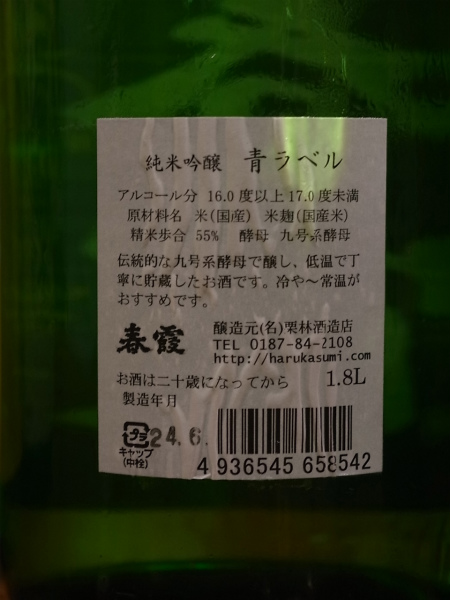 純米吟醸 青ラベル
アルコール分 16.0度以上17.0度未満
原材料名 米(国産) 米麹(国産米)
精米歩合 55% 酵母 九号系酵母
伝統的な九号系酵母で醸し、低温で丁
寧に貯蔵したお酒です。冷や～常温が
おすすめです。
春霞
醸造元(名)栗林酒造店
TEL 0187-84-2108
http://harukasumi.com
お酒は二十歳になってから 1.8L
製造年月
24.6.
プラ
キャップ
(中栓)
4 936545 658542